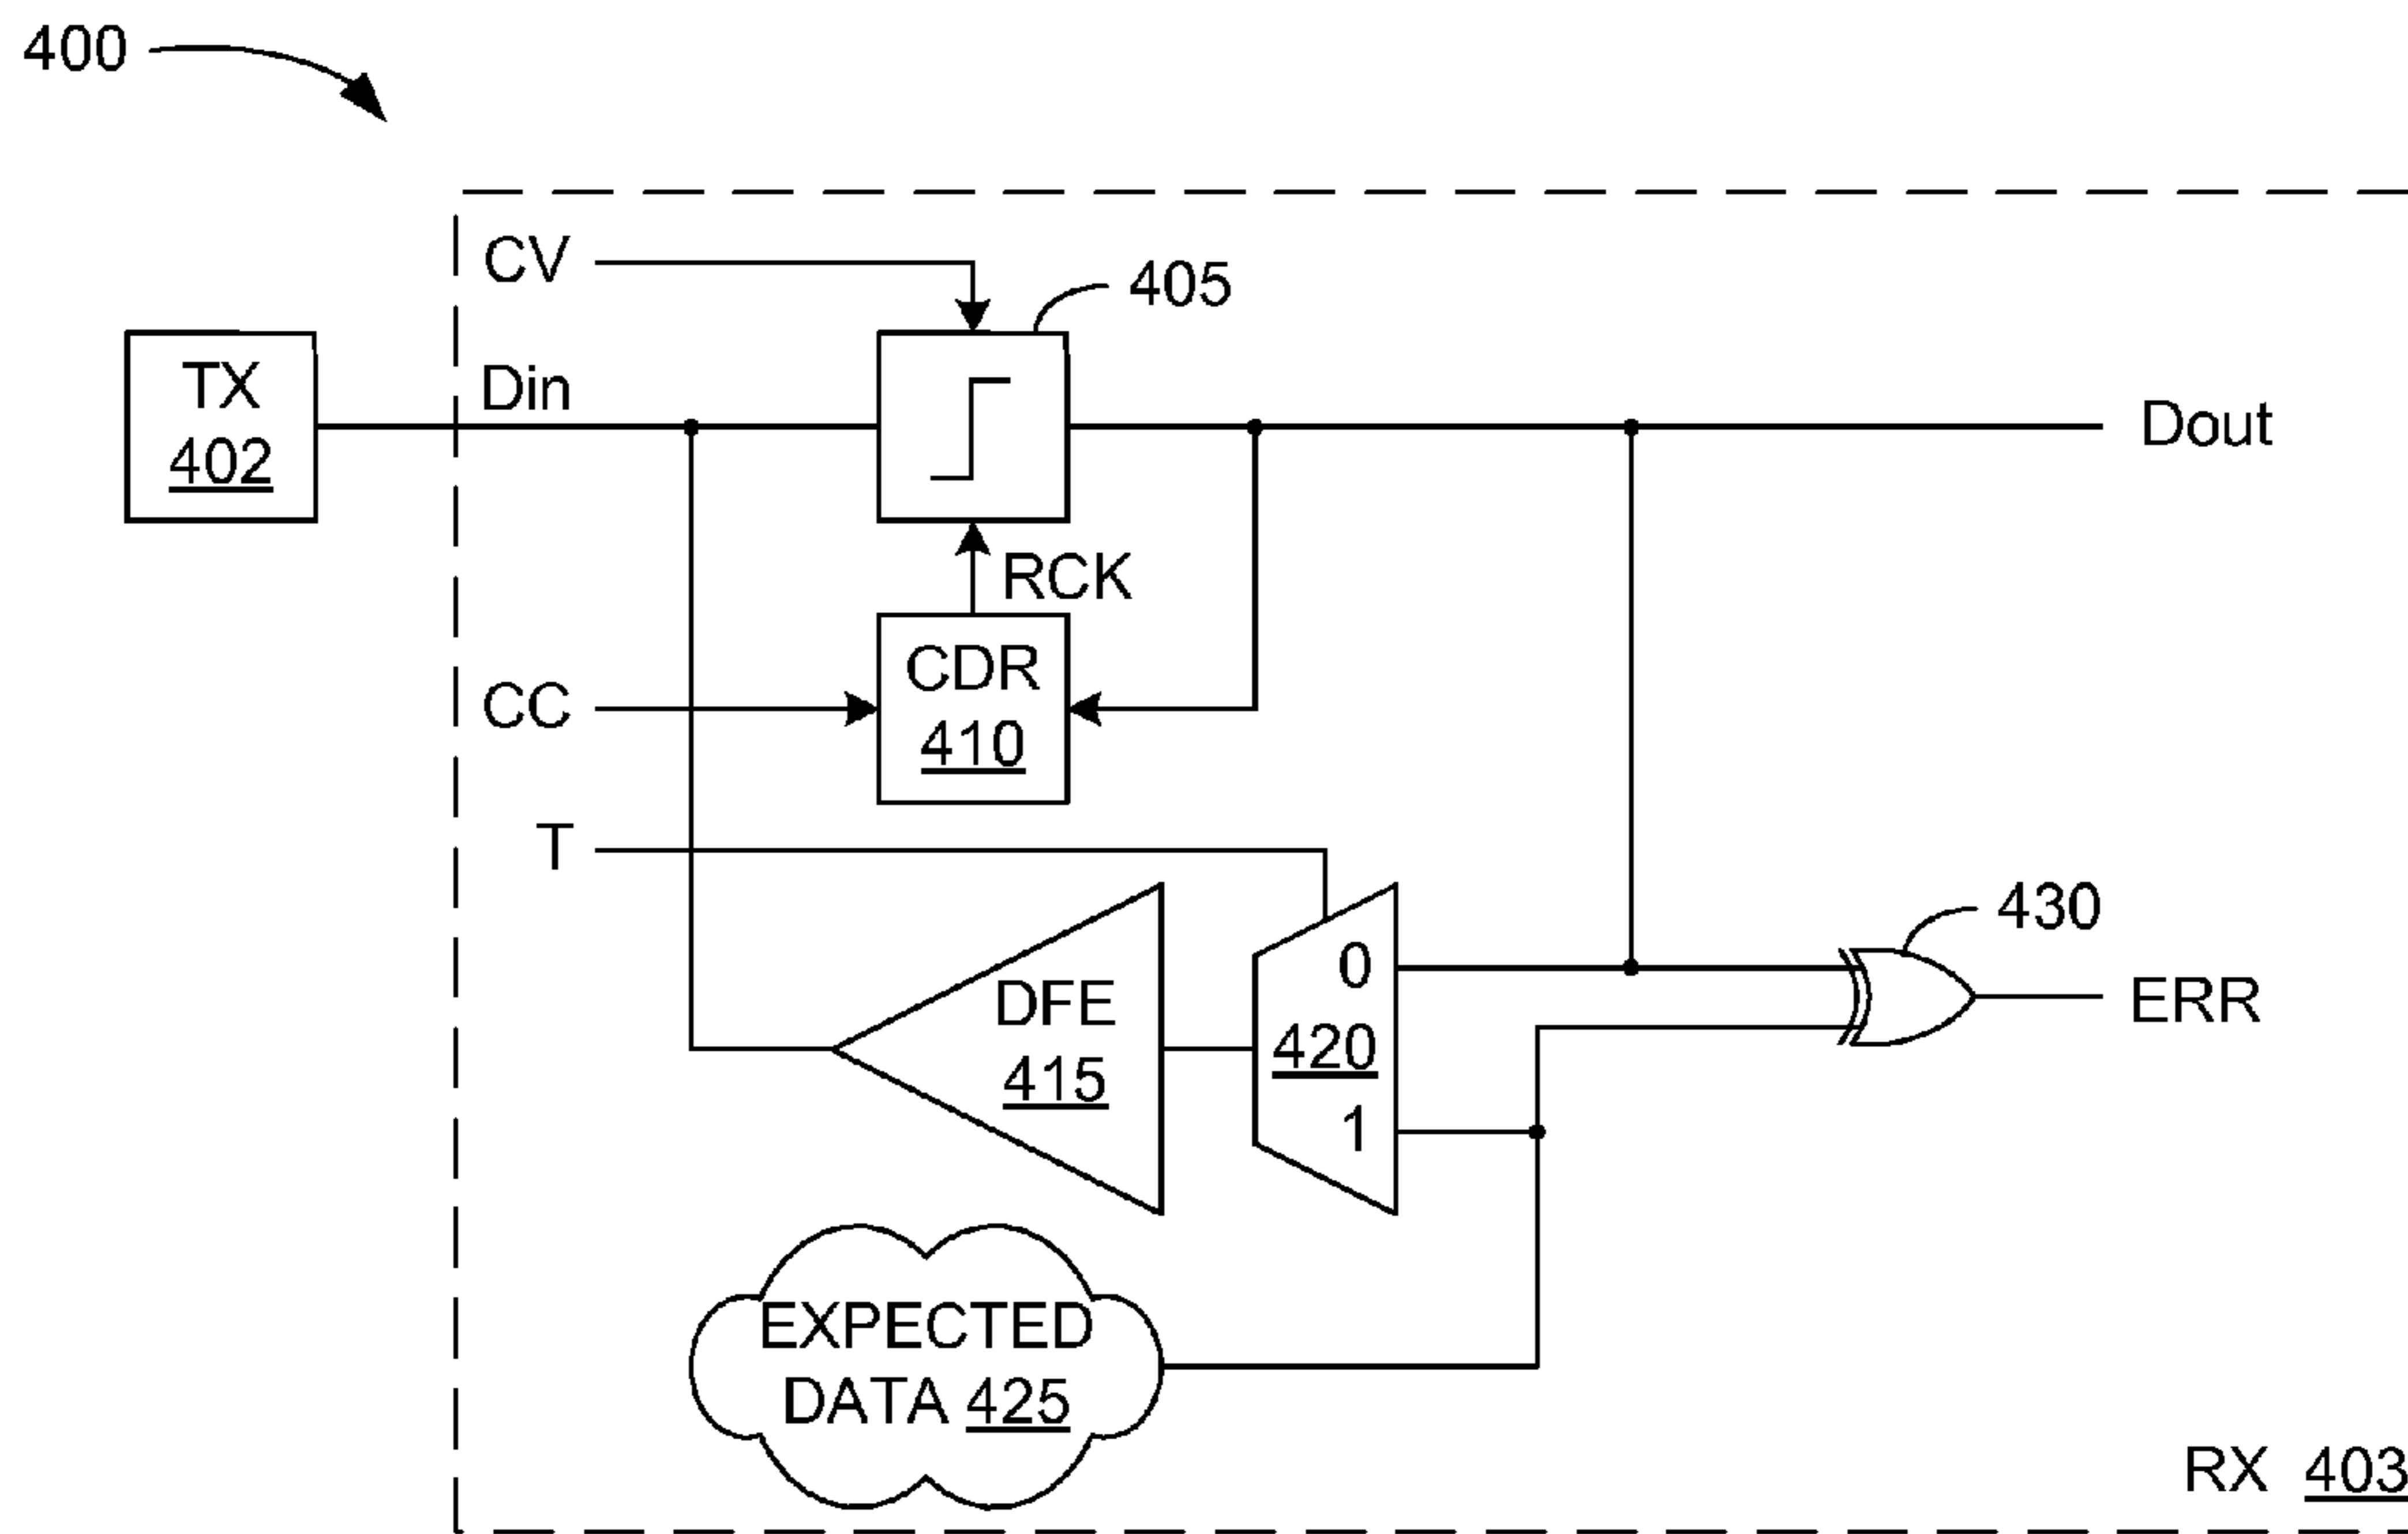 400
CV
405
TX
402
Din
Dout
RCK
CDR
410
CC
T
430
DFE
415
0
420
1
ERR
EXPECTED
DATA 425
RX 403